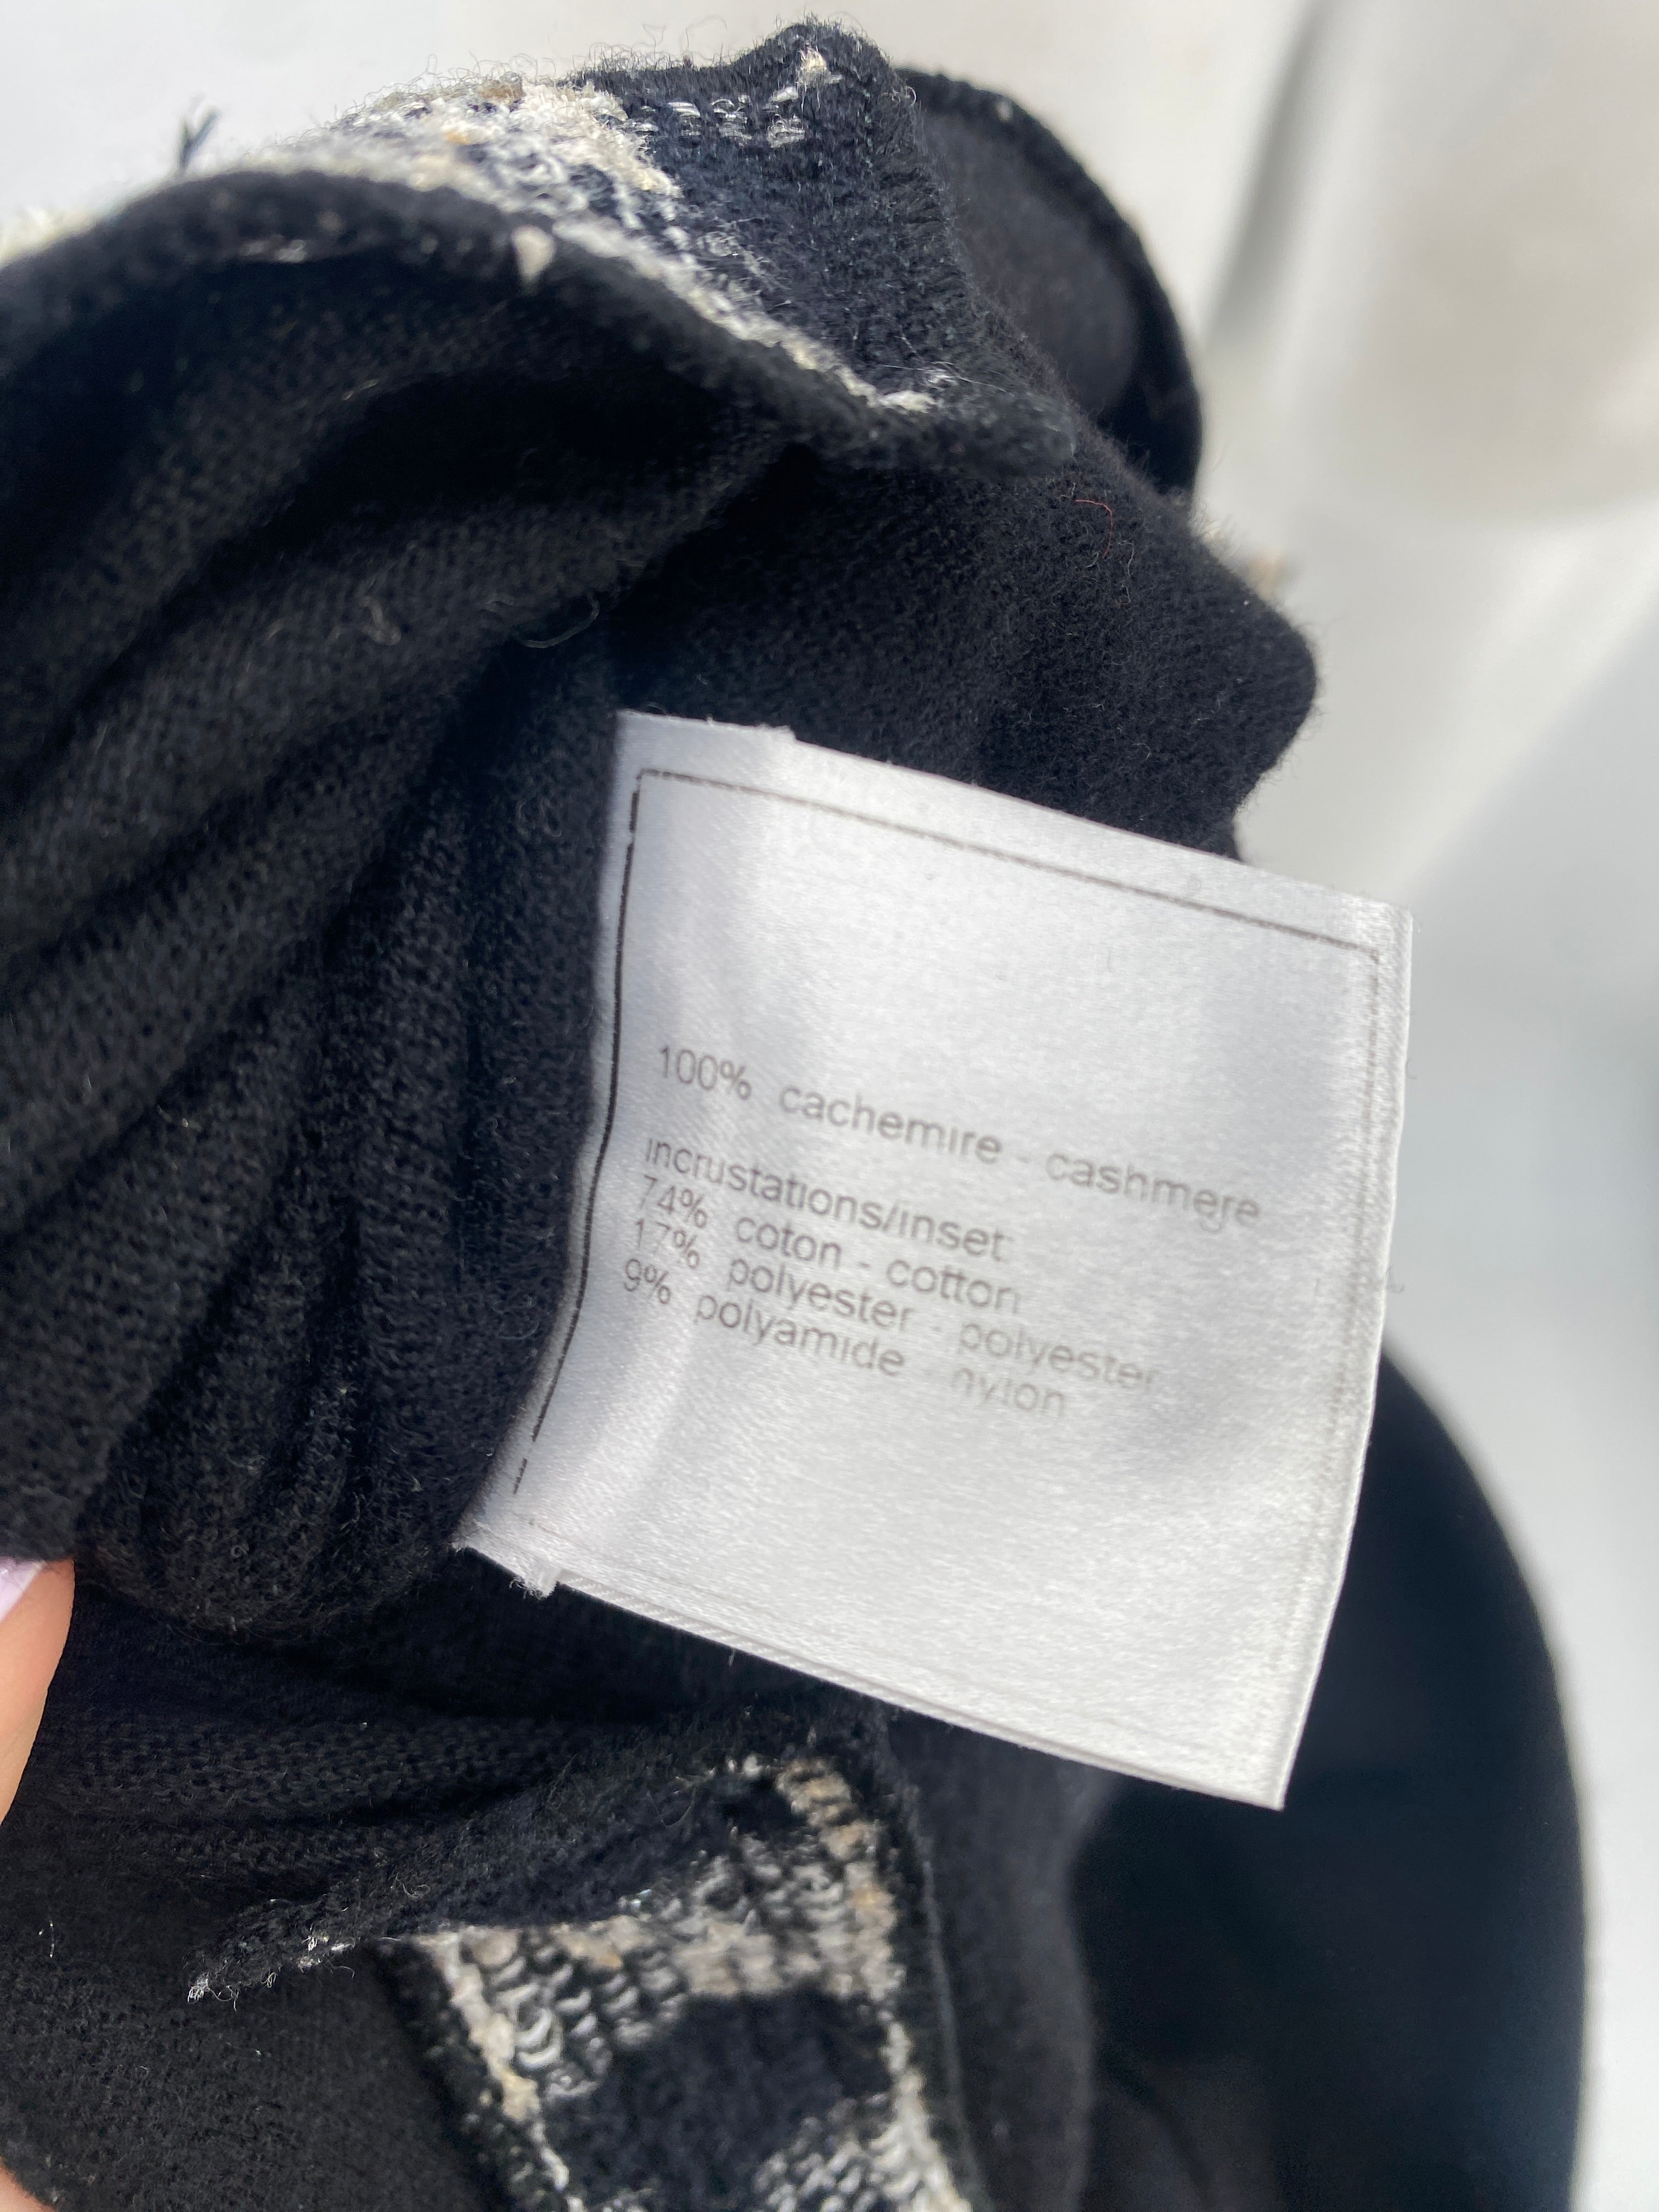 100% cachemire - cashmere
incrustations/inset:
74% coton - cotton
17% polyester - polyester
9% polyamide - nylon